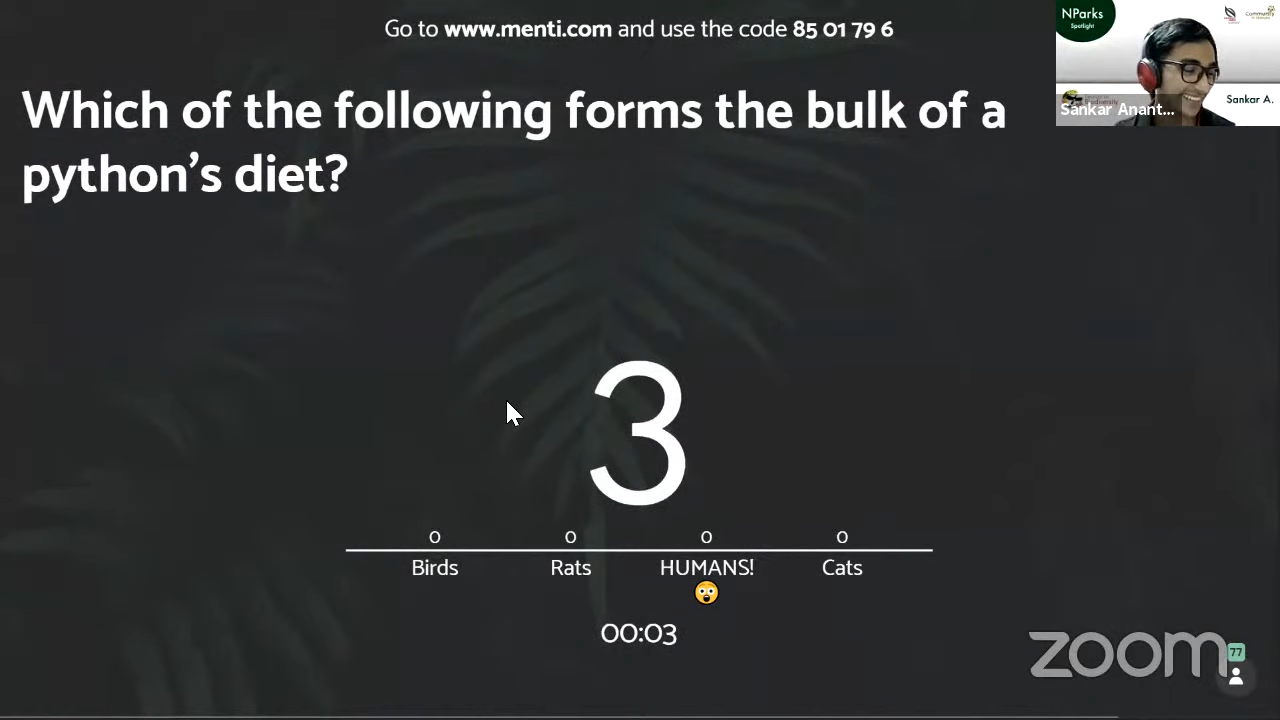 Go to www.menti.com and use the code 85 01 79 6
NParks
Spotlight
Sankar A.
Sankar Anant...
Which of the following forms the bulk of a
python's diet?
3
0 0 0 0
Birds Rats HUMANS! Cats
00:03
zoom
77